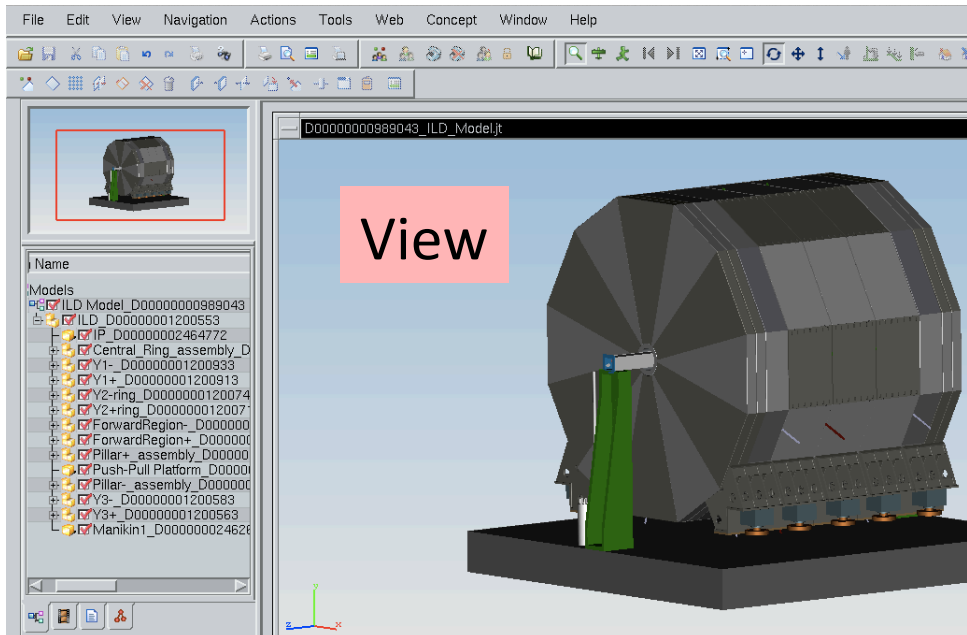 File Edit View Navigation Actions Tools Web Concept Window Help
D00000000989043_ILD_Model.jt
View
Name
Models
ILD Model_D00000000989043
ILD_D00000001200553
IP_D00000002464772
Central_Ring_assembly_D
Y1-_D00000001200933
Y1+_D00000001200913
Y2-ring_D0000000120074
Y2+ring_D000000012007
ForwardRegion-_D000000
ForwardRegion+_D000000
Pillar+_assembly_D00000
Push-Pull Platform_D0000
Pillar-_assembly_D00000
Y3-_D00000001200583
Y3+_D00000001200563
Manikin1_D000000024626
y
z x